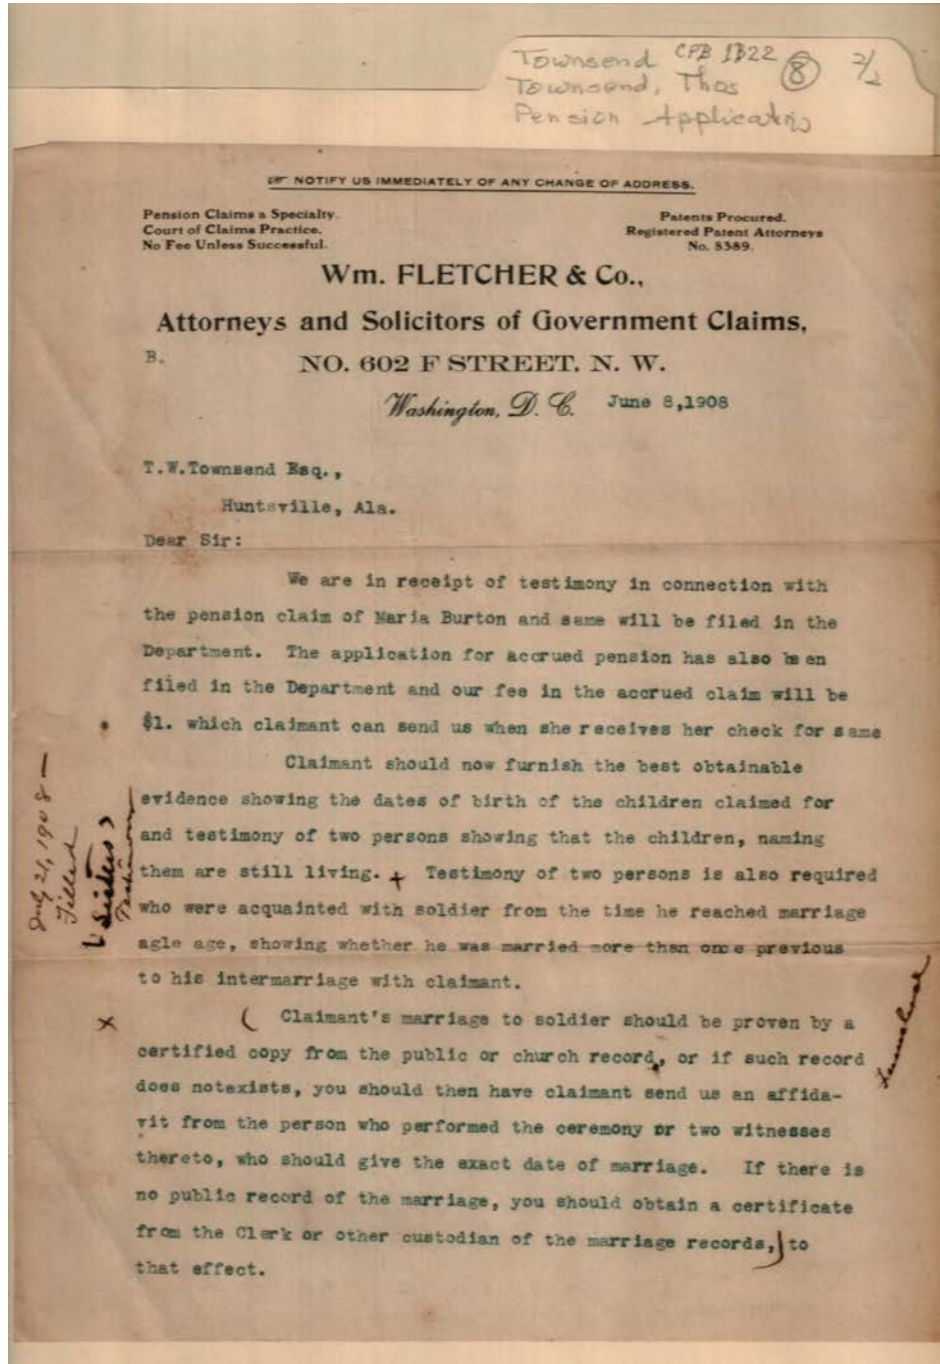 Townsend CPB 1B22 8 2/2
Townsend, Thos
Pension Applications
☞ NOTIFY US IMMEDIATELY OF ANY CHANGE OF ADDRESS.
Pension Claims a Specialty.
Court of Claims Practice.
No Fee Unless Successful.
Patents Procured.
Registered Patent Attorneys
No. 8389.
Wm. FLETCHER & Co.,
Attorneys and Solicitors of Government Claims,
B.
NO. 602 F STREET, N. W.
Washington, D. C. June 8,1908
T.W.Townsend Esq.,
Huntsville, Ala.
Dear Sir:
We are in receipt of testimony in connection with
the pension claim of Maria Burton and same will be filed in the
Department. The application for accrued pension has also been
filed in the Department and our fee in the accrued claim will be
$1. which claimant can send us when she receives her check for same
Claimant should now furnish the best obtainable
evidence showing the dates of birth of the children claimed for
and testimony of two persons showing that the children, naming
them are still living. + Testimony of two persons is also required
who were acquainted with soldier from the time he reached marriage
agle age, showing whether he was married more than once previous
to his intermarriage with claimant.
July 21, 1908 —
Filled
(Sisters)
Testimony
x ( Claimant's marriage to soldier should be proven by a
certified copy from the public or church record, or if such record
does notexists, you should then have claimant send us an affida-
vit from the person who performed the ceremony or two witnesses
thereto, who should give the exact date of marriage. If there is
no public record of the marriage, you should obtain a certificate
from the Clerk or other custodian of the marriage records,) to
that effect.